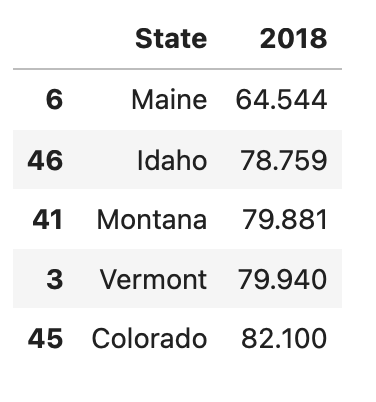 State 2018
6 Maine 64.544
46 Idaho 78.759
41 Montana 79.881
3 Vermont 79.940
45 Colorado 82.100